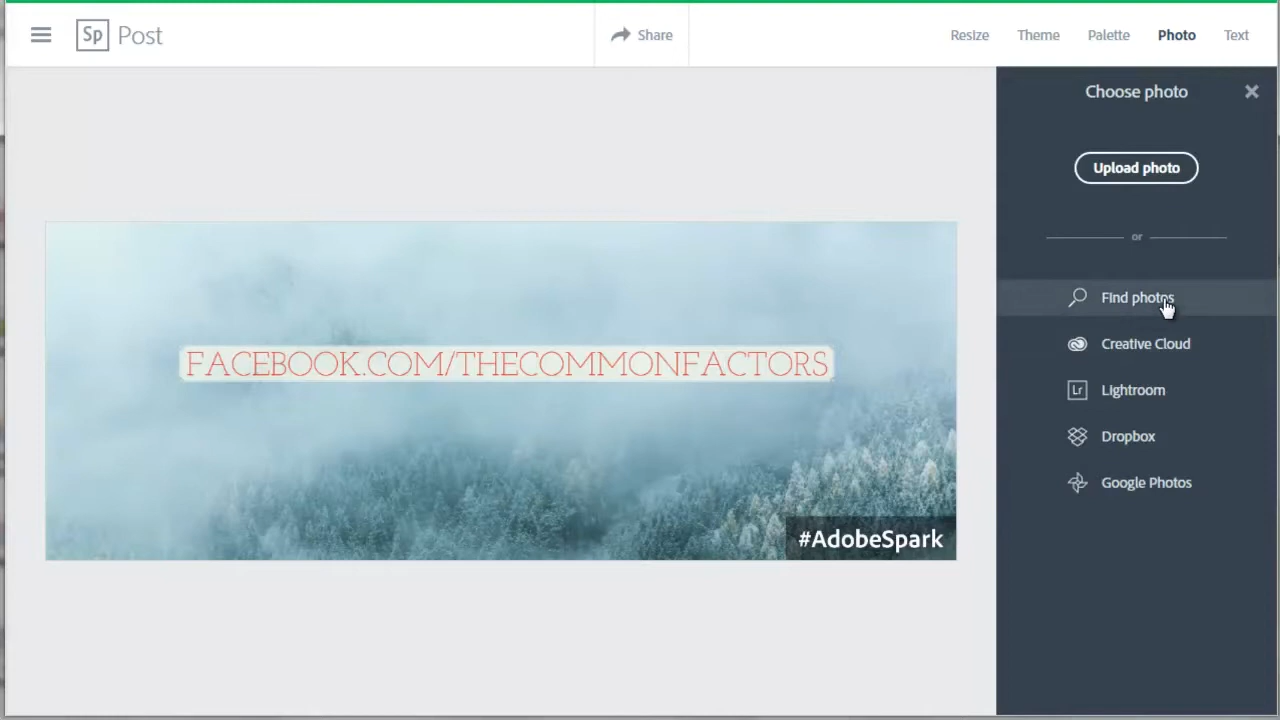 Sp Post
Share
Resize Theme Palette Photo Text
Choose photo
Upload photo
or
Find photos
Creative Cloud
Lr Lightroom
Dropbox
Google Photos
FACEBOOK.COM/THECOMMONFACTORS
#AdobeSpark